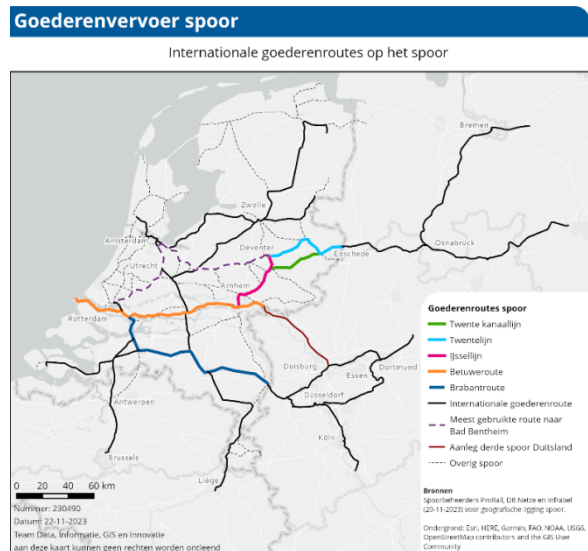 Goederenvervoer spoor
Internationale goederenroutes op het spoor
Bremen
Zwolle
Amsterdam
Osnabrück
Deventer
Enschede
Utrecht
Arnhem
Rotterdam
Duisburg
Dortmund
Essen
Düsseldorf
Antwerpen
Köln
Brussels
Liège
Goederenroutes spoor
Twente kanaallijn
Twentelijn
IJssellijn
Betuweroute
Brabantroute
Internationale goederenroute
Meest gebruikte route naar
Bad Bentheim
Aanleg derde spoor Duitsland
Overig spoor
Bronnen
Spoorbeheerders ProRail, DB Netze en Infrabel
(20-11-2023) voor geografische ligging spoor.
Ondergrond: Esri, HERE, Garmin, FAO, NOAA, USGS,
OpenStreetMap contributors and the GIS User
Community
0 20 40 60 km
Nummer: 230490
Datum: 22-11-2023
Team Data, Informatie, GIS en Innovatie
aan deze kaart kunnen geen rechten worden ontleend